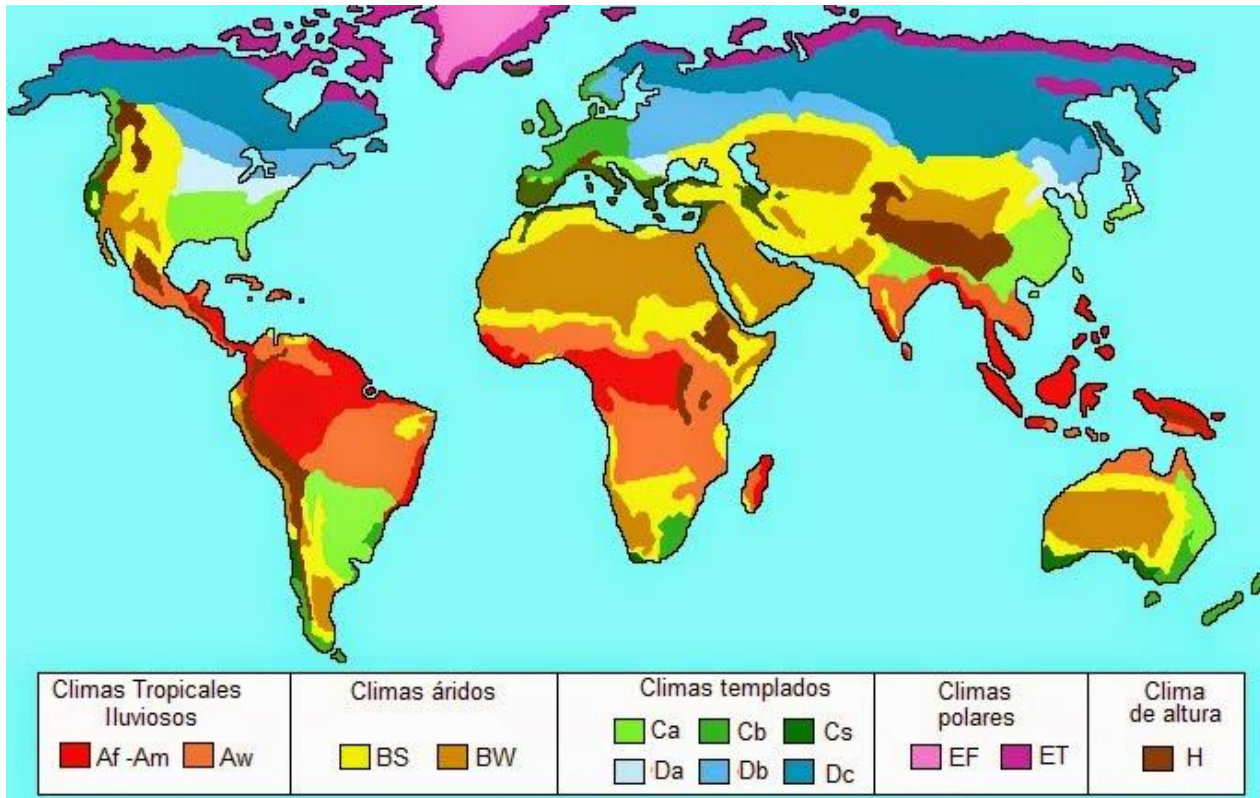 Climas Tropicales
lluviosos
Af -Am Aw
Climas áridos
BS BW
Climas templados
Ca Cb Cs
Da Db Dc
Climas
polares
EF ET
Clima
de altura
H